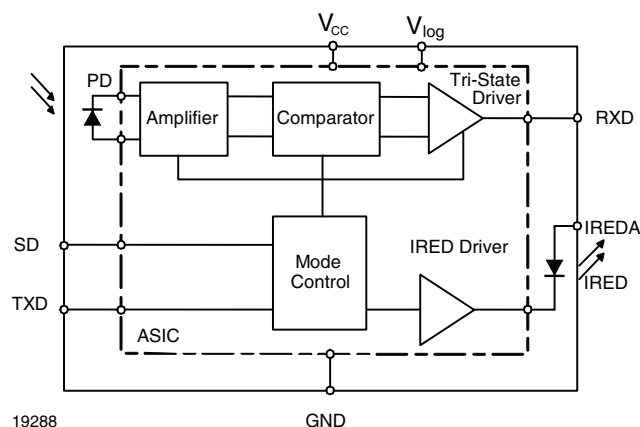 V_CC
V_log
PD
Tri-State
Driver
Amplifier
Comparator
RXD
SD
Mode
Control
IRED Driver
IREDA
IRED
TXD
ASIC
19288
GND